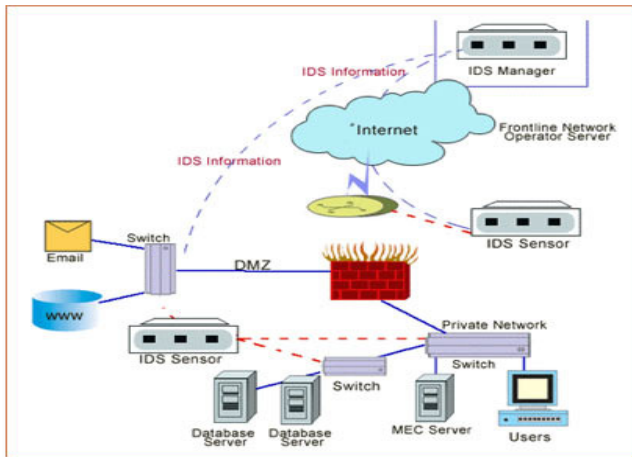 IDS Manager
IDS Information
Internet
Frontline Network
Operator Server
IDS Information
Switch
Email
IDS Sensor
DMZ
WWW
Private Network
Switch
IDS Sensor
Switch
Database
Server
Database
Server
MEC Server
Users